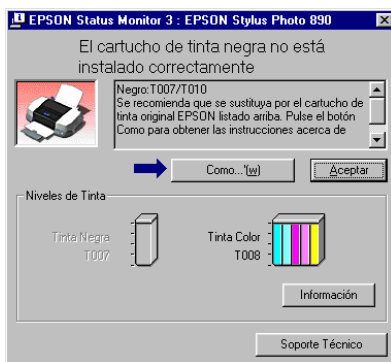 EPSON Status Monitor 3 : EPSON Stylus Photo 890
El cartucho de tinta negra no está
instalado correctamente
Negro:T007/T010
Se recomienda que se sustituya por el cartucho de
tinta original EPSON listado arriba. Pulse el botón
Como para obtener las instrucciones acerca de
Como...'(w)
Aceptar
Niveles de Tinta
Tinta Negra
T007
Tinta Color
T008
Información
Soporte Técnico